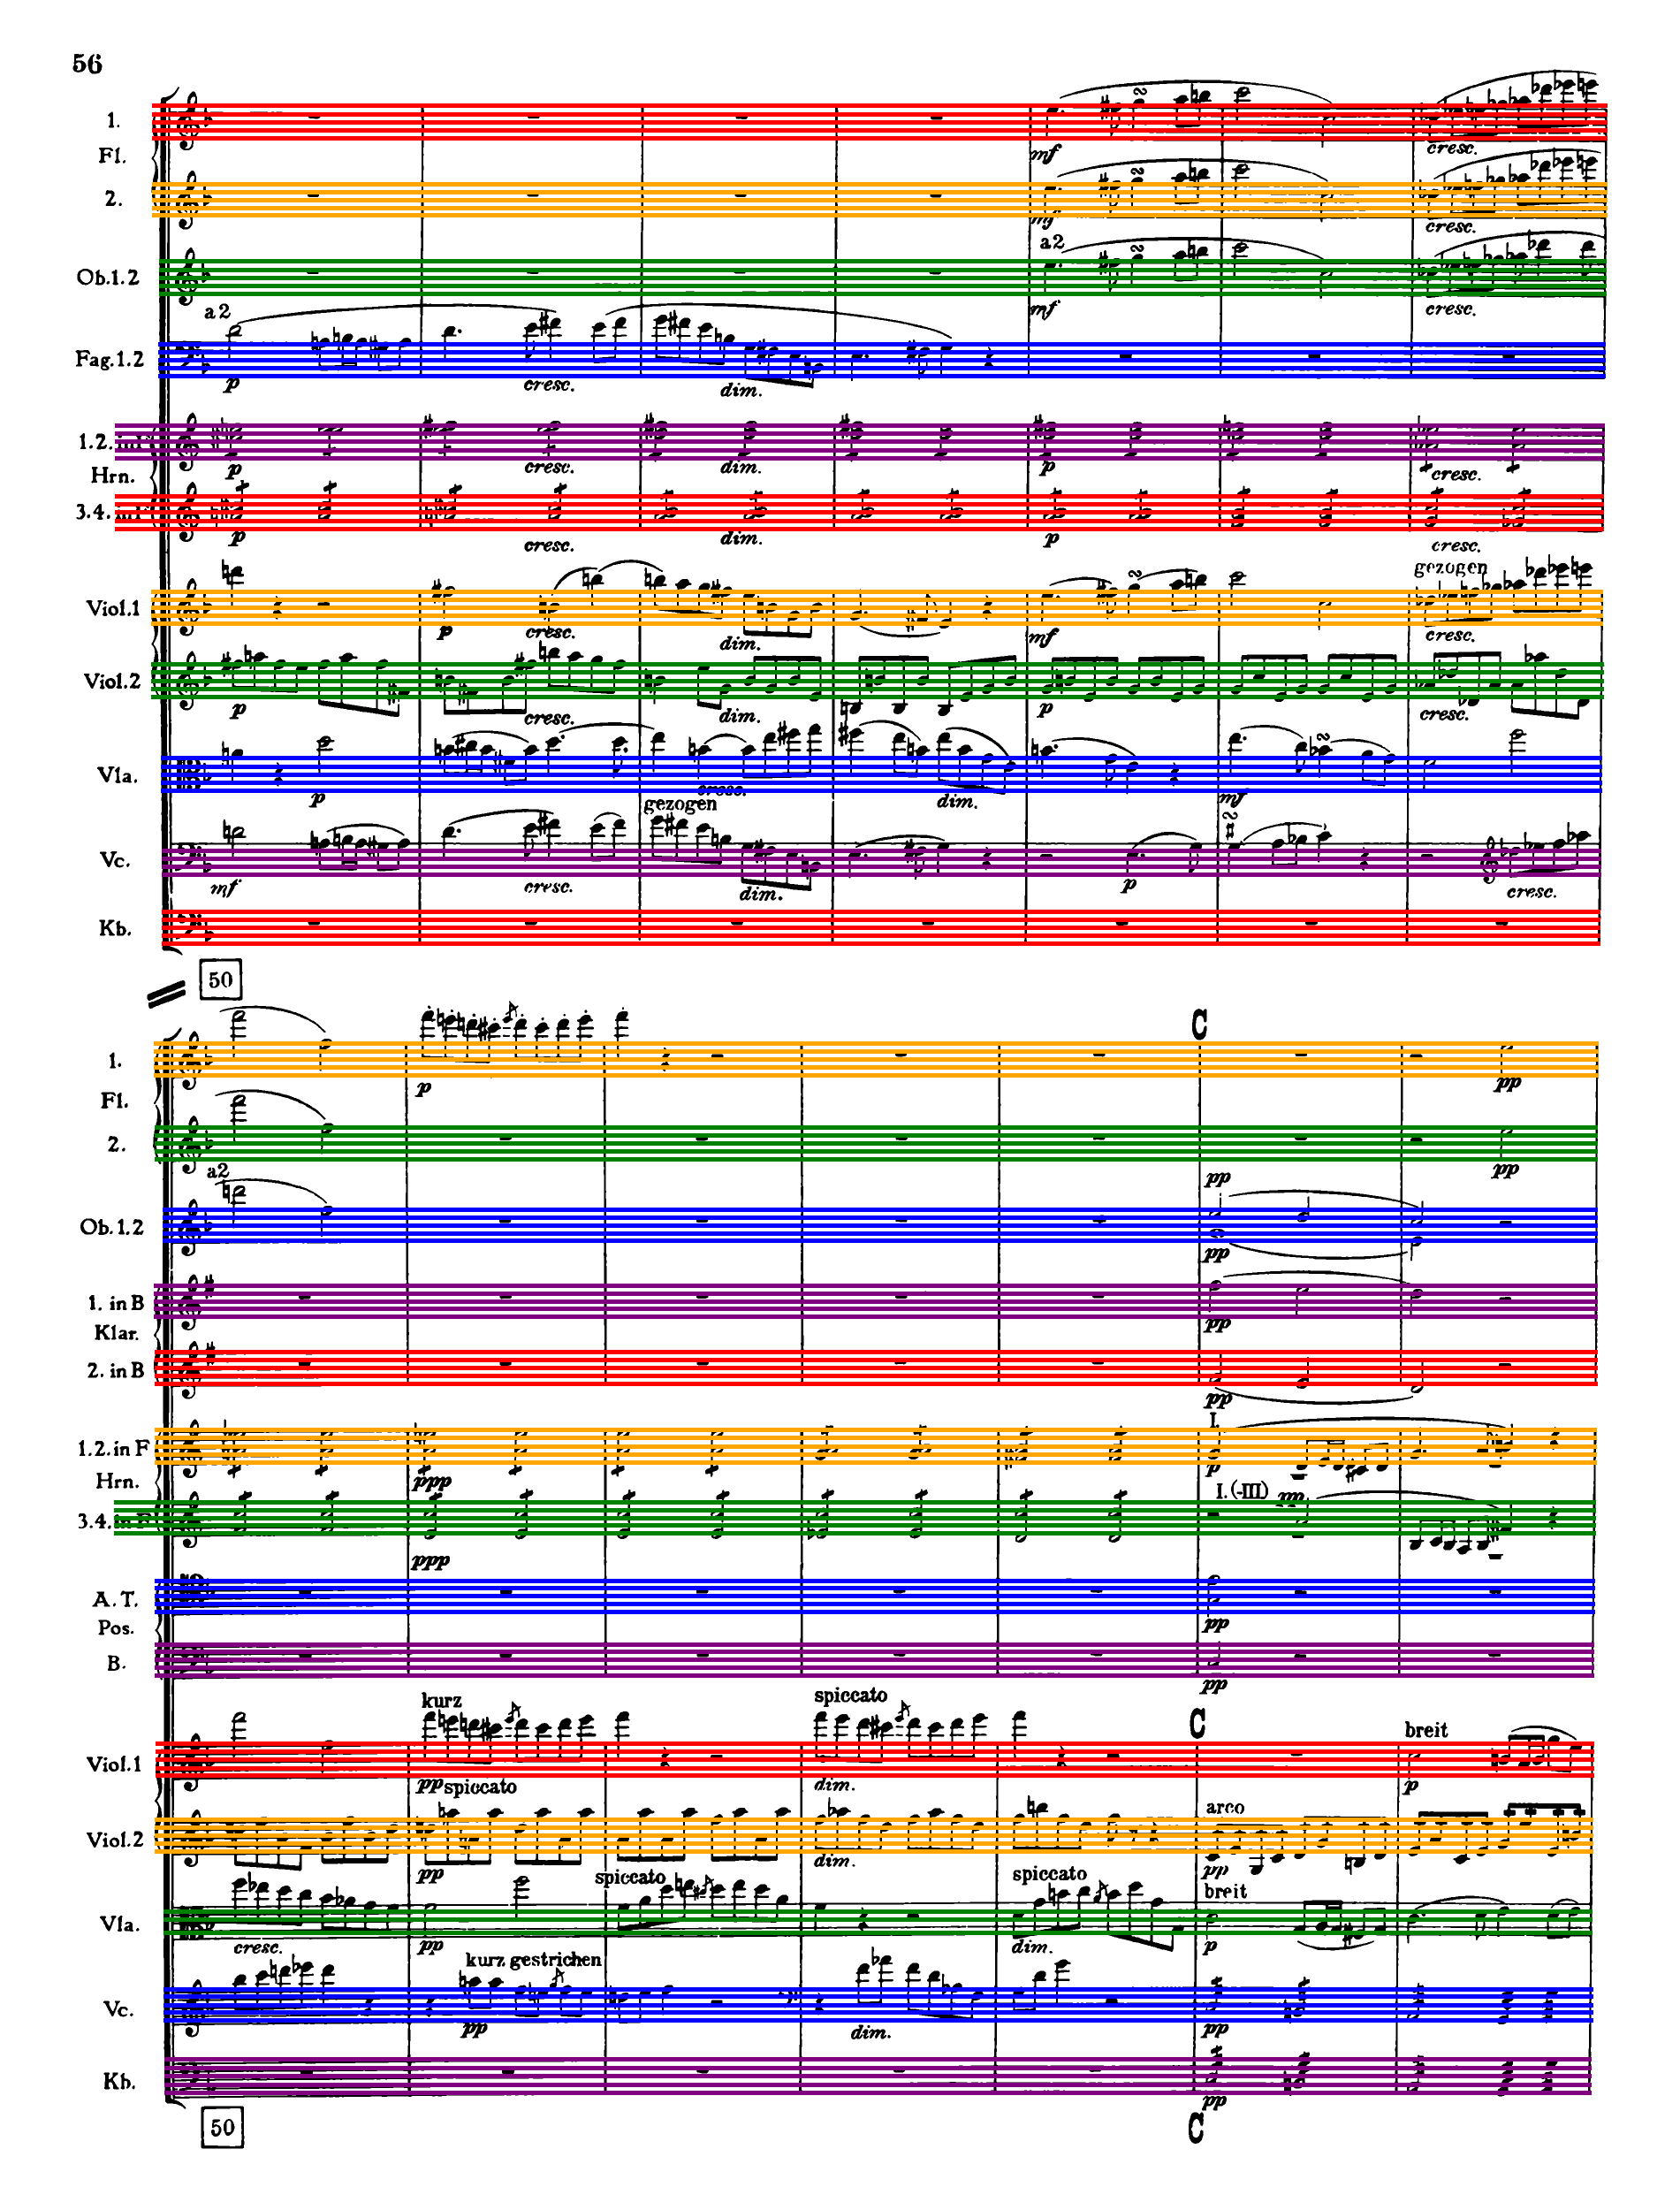 56
1.
Fl.
mf
cresc.
2.
mf
cresc.
a2
Ob.1.2
mf
cresc.
a2
Fag.1.2
p
cresc.
dim.
1.2. in F
p
cresc.
dim.
p
cresc.
Hrn.
3.4. in F
p
cresc.
dim.
p
cresc.
gezogen
Viol.1
p
cresc.
dim.
mf
cresc.
Viol.2
p
cresc.
dim.
p
cresc.
Vla.
p
cresc.
dim.
mf
gezogen
Vc.
mf
cresc.
dim.
p
cresc.
Kb.
50
C
1.
p
pp
Fl.
2.
pp
pp
a2
Ob.1.2
pp
1. in B
pp
Klar.
2. in B
pp
I.
1.2. in F
ppp
p
Hrn.
I. (-III)
pp
3.4. in F
ppp
A. T.
pp
Pos.
B.
pp
kurz
spiccato
C
breit
Viol.1
pp
dim.
p
spiccato
arco
Viol.2
pp
dim.
pp
spiccato
spiccato
breit
Vla.
cresc.
pp
dim.
p
kurz gestrichen
Vc.
pp
dim.
pp
Kb.
pp
50
C